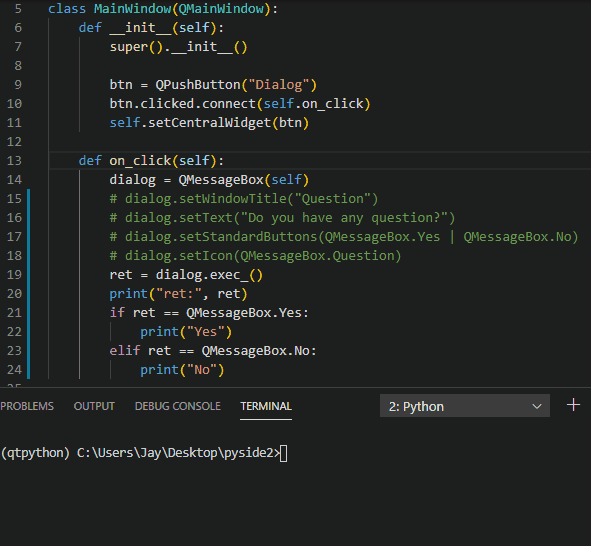 5 class MainWindow(QMainWindow):
6     def __init__(self):
7         super().__init__()
8
9         btn = QPushButton("Dialog")
10         btn.clicked.connect(self.on_click)
11         self.setCentralWidget(btn)
12
13     def on_click(self):
14         dialog = QMessageBox(self)
15         # dialog.setWindowTitle("Question")
16         # dialog.setText("Do you have any question?")
17         # dialog.setStandardButtons(QMessageBox.Yes | QMessageBox.No)
18         # dialog.setIcon(QMessageBox.Question)
19         ret = dialog.exec_()
20         print("ret:", ret)
21         if ret == QMessageBox.Yes:
22             print("Yes")
23         elif ret == QMessageBox.No:
24             print("No")
PROBLEMS OUTPUT DEBUG CONSOLE TERMINAL 2: Python +
(qtpython) C:\Users\Jay\Desktop\pyside2>